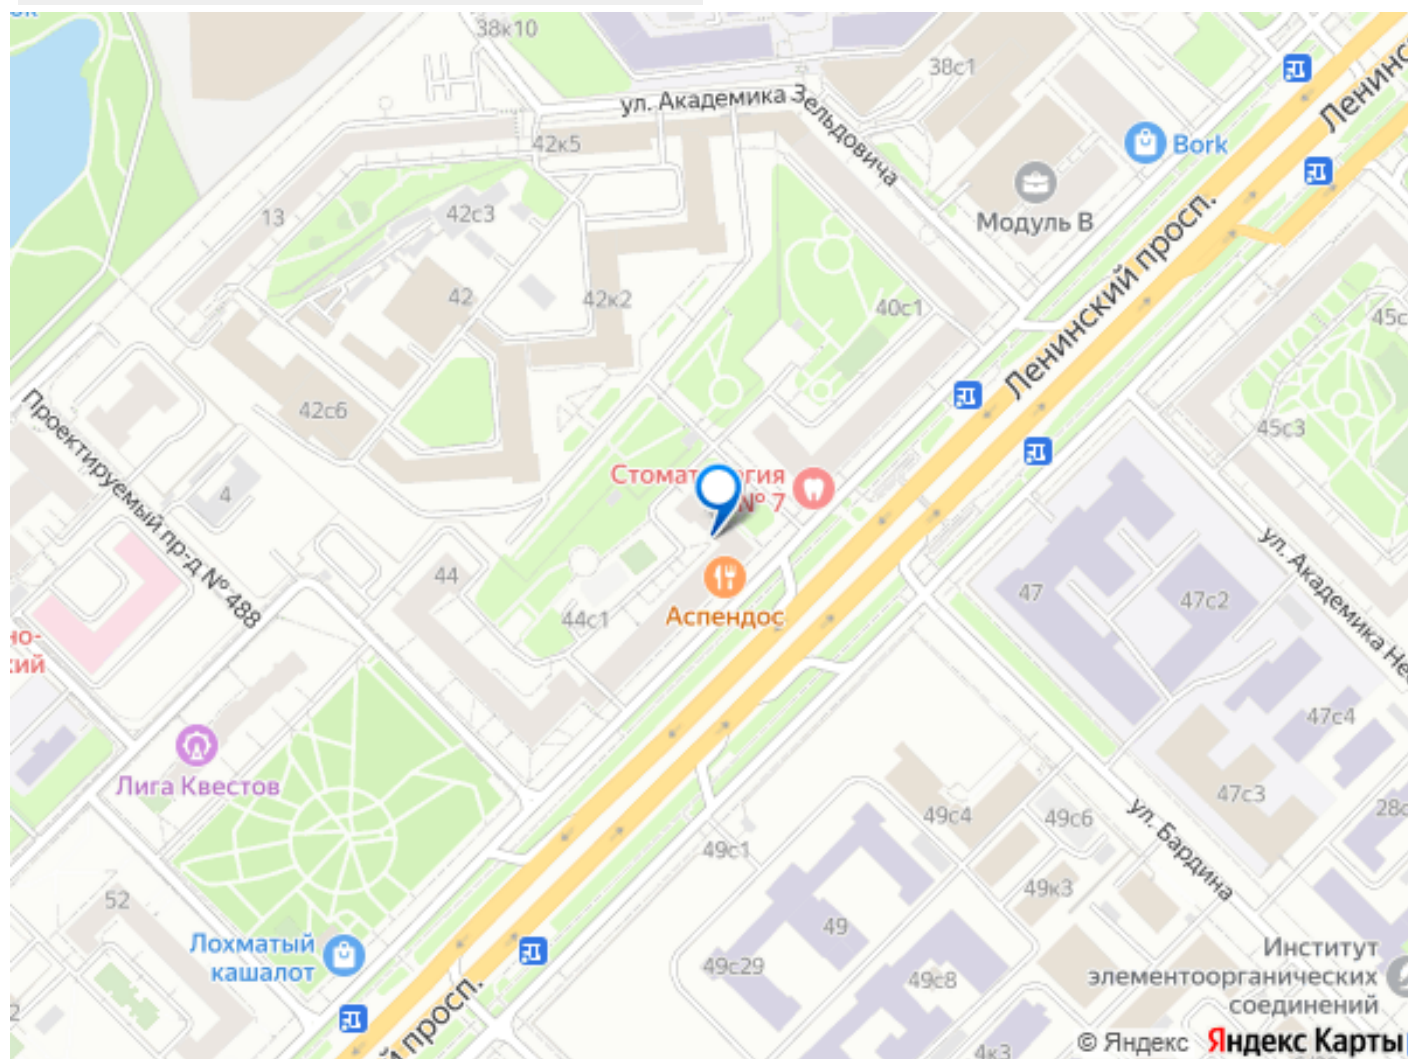 38к10
38с1
ул. Академика Зельдовича
Ленинс
42к5
Bork
Модуль В
13
42с3
42
42к2
40с1
Ленинский просп.
45с
42с6
45с3
Проектируемый пр-д № 488
4
Стомат гия
№ 7
ул. Академика Нес
44
44с1
Аспендос
47
47с2
но-
кий
47с4
Лига Квестов
47с3
28с
49с4
49с6
ул. Бардина
49с1
49к3
52
49
Лохматый
кашалот
49с29
49с8
Институт
элементоорганических
соединений
2
й просп.
4к3
© Яндекс Яндекс Карты